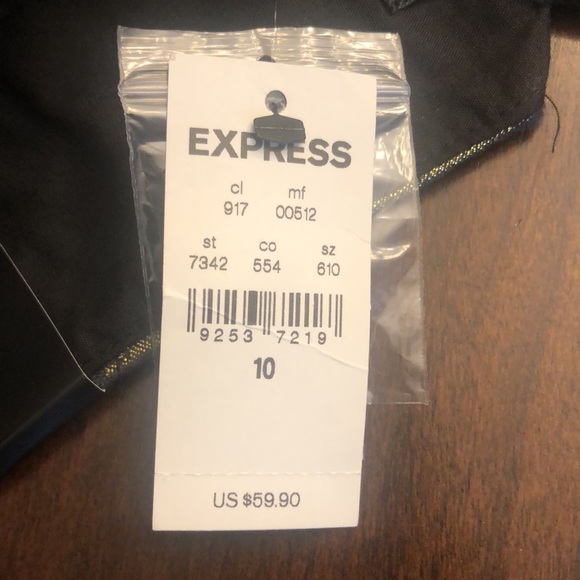 EXPRESS
cl mf
917 00512
st co sz
7342 554 610
9253 7219
10
US $59.90